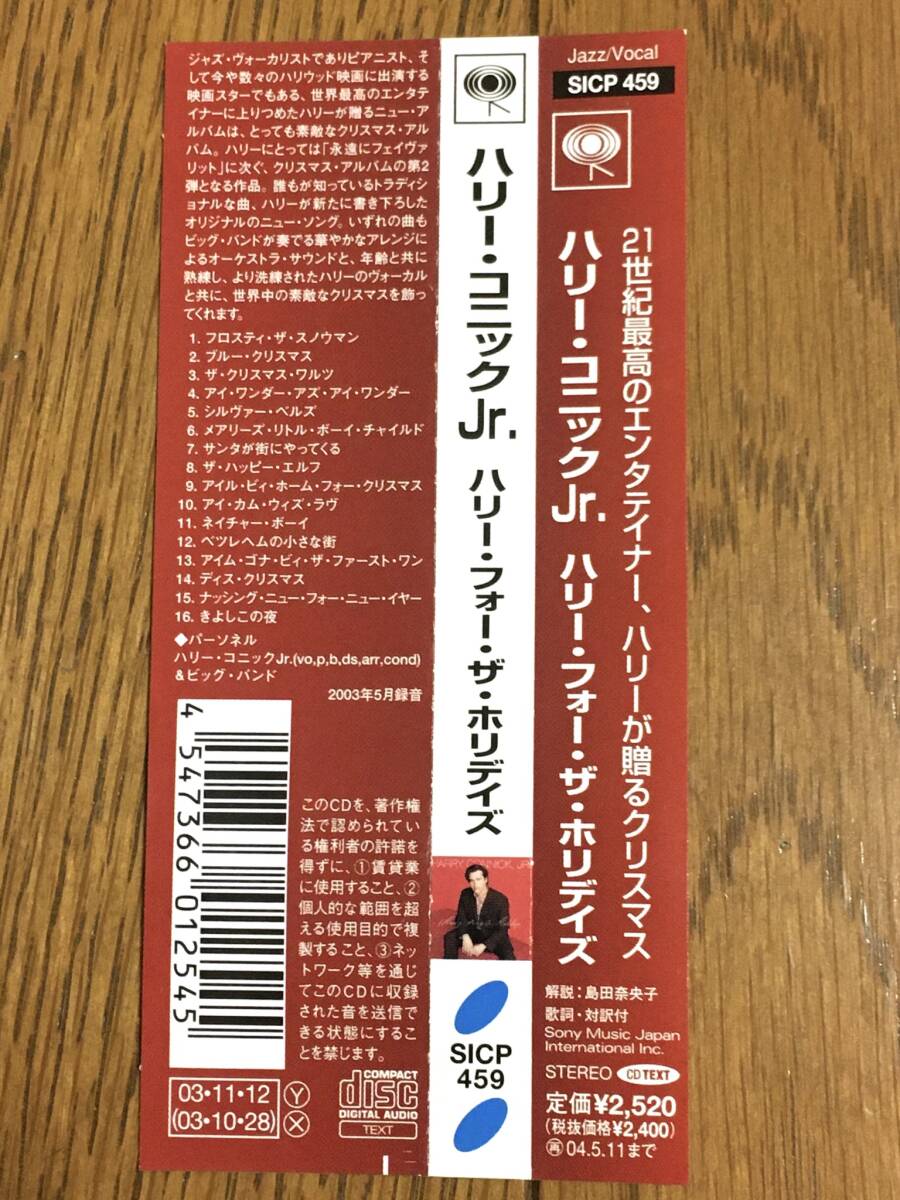 ジャズ・ヴォーカリストでありピアニスト、そ
して今や数々のハリウッド映画に出演する
映画スターでもある、世界最高のエンタテ
イナーに上りつめたハリーが贈るニュー・ア
ルバムは、とっても素敵なクリスマス・アル
バム。ハリーにとっては「永遠にフェイヴァ
リット」に次ぐ、クリスマス・アルバムの第2
弾となる作品。誰もが知っているトラディシ
ョナルな曲、ハリーが新たに書き下ろした
オリジナルのニュー・ソング。いずれの曲も
ビッグ・バンドが奏でる華やかなアレンジに
よるオーケストラ・サウンドと、年齢と共に
熟練し、より洗練されたハリーのヴォーカル
と共に、世界中の素敵なクリスマスを飾っ
てくれます。
1. フロスティ・ザ・スノウマン
2. ブルー・クリスマス
3. ザ・クリスマス・ワルツ
4. アイ・ワンダー・アズ・アイ・ワンダー
5. シルヴァー・ベルズ
6. メアリーズ・リトル・ボーイ・チャイルド
7. サンタが街にやってくる
8. ザ・ハッピー・エルフ
9. アイル・ビィ・ホーム・フォー・クリスマス
10. アイ・カム・ウィズ・ラヴ
11. ネイチャー・ボーイ
12. ベツレヘムの小さな街
13. アイム・ゴナ・ビィ・ザ・ファースト・ワン
14. ディス・クリスマス
15. ナッシング・ニュー・フォー・ニュー・イヤー
16. きよしこの夜
◆パーソネル
ハリー・コニックJr.(vo,p,b,ds,arr,cond)
&ビッグ・バンド
2003年5月録音
4 547366 012545
このCDを、著作権
法で認められてい
る権利者の許諾を
得ずに、①賃貸業
に使用すること、②
個人的な範囲を超
える使用目的で複
製すること、③ネッ
トワーク等を通じ
てこのCDに収録
された音を送信で
きる状態にするこ
とを禁じます。
03・11・12 Y
(03・10・28) X
COMPACT
disc
DIGITAL AUDIO
TEXT
ハリー・コニックJr.
ハリー・フォー・ザ・ホリデイズ
HARRY CONNICK, JR.
SICP
459
Jazz/Vocal
SICP 459
21世紀最高のエンタテイナー、ハリーが贈るクリスマス
ハリー・コニックJr.
ハリー・フォー・ザ・ホリデイズ
解説:島田奈央子
歌詞・対訳付
Sony Music Japan
International Inc.
STEREO CD TEXT
定価¥2,520
(税抜価格¥2,400)
再04.5.11まで